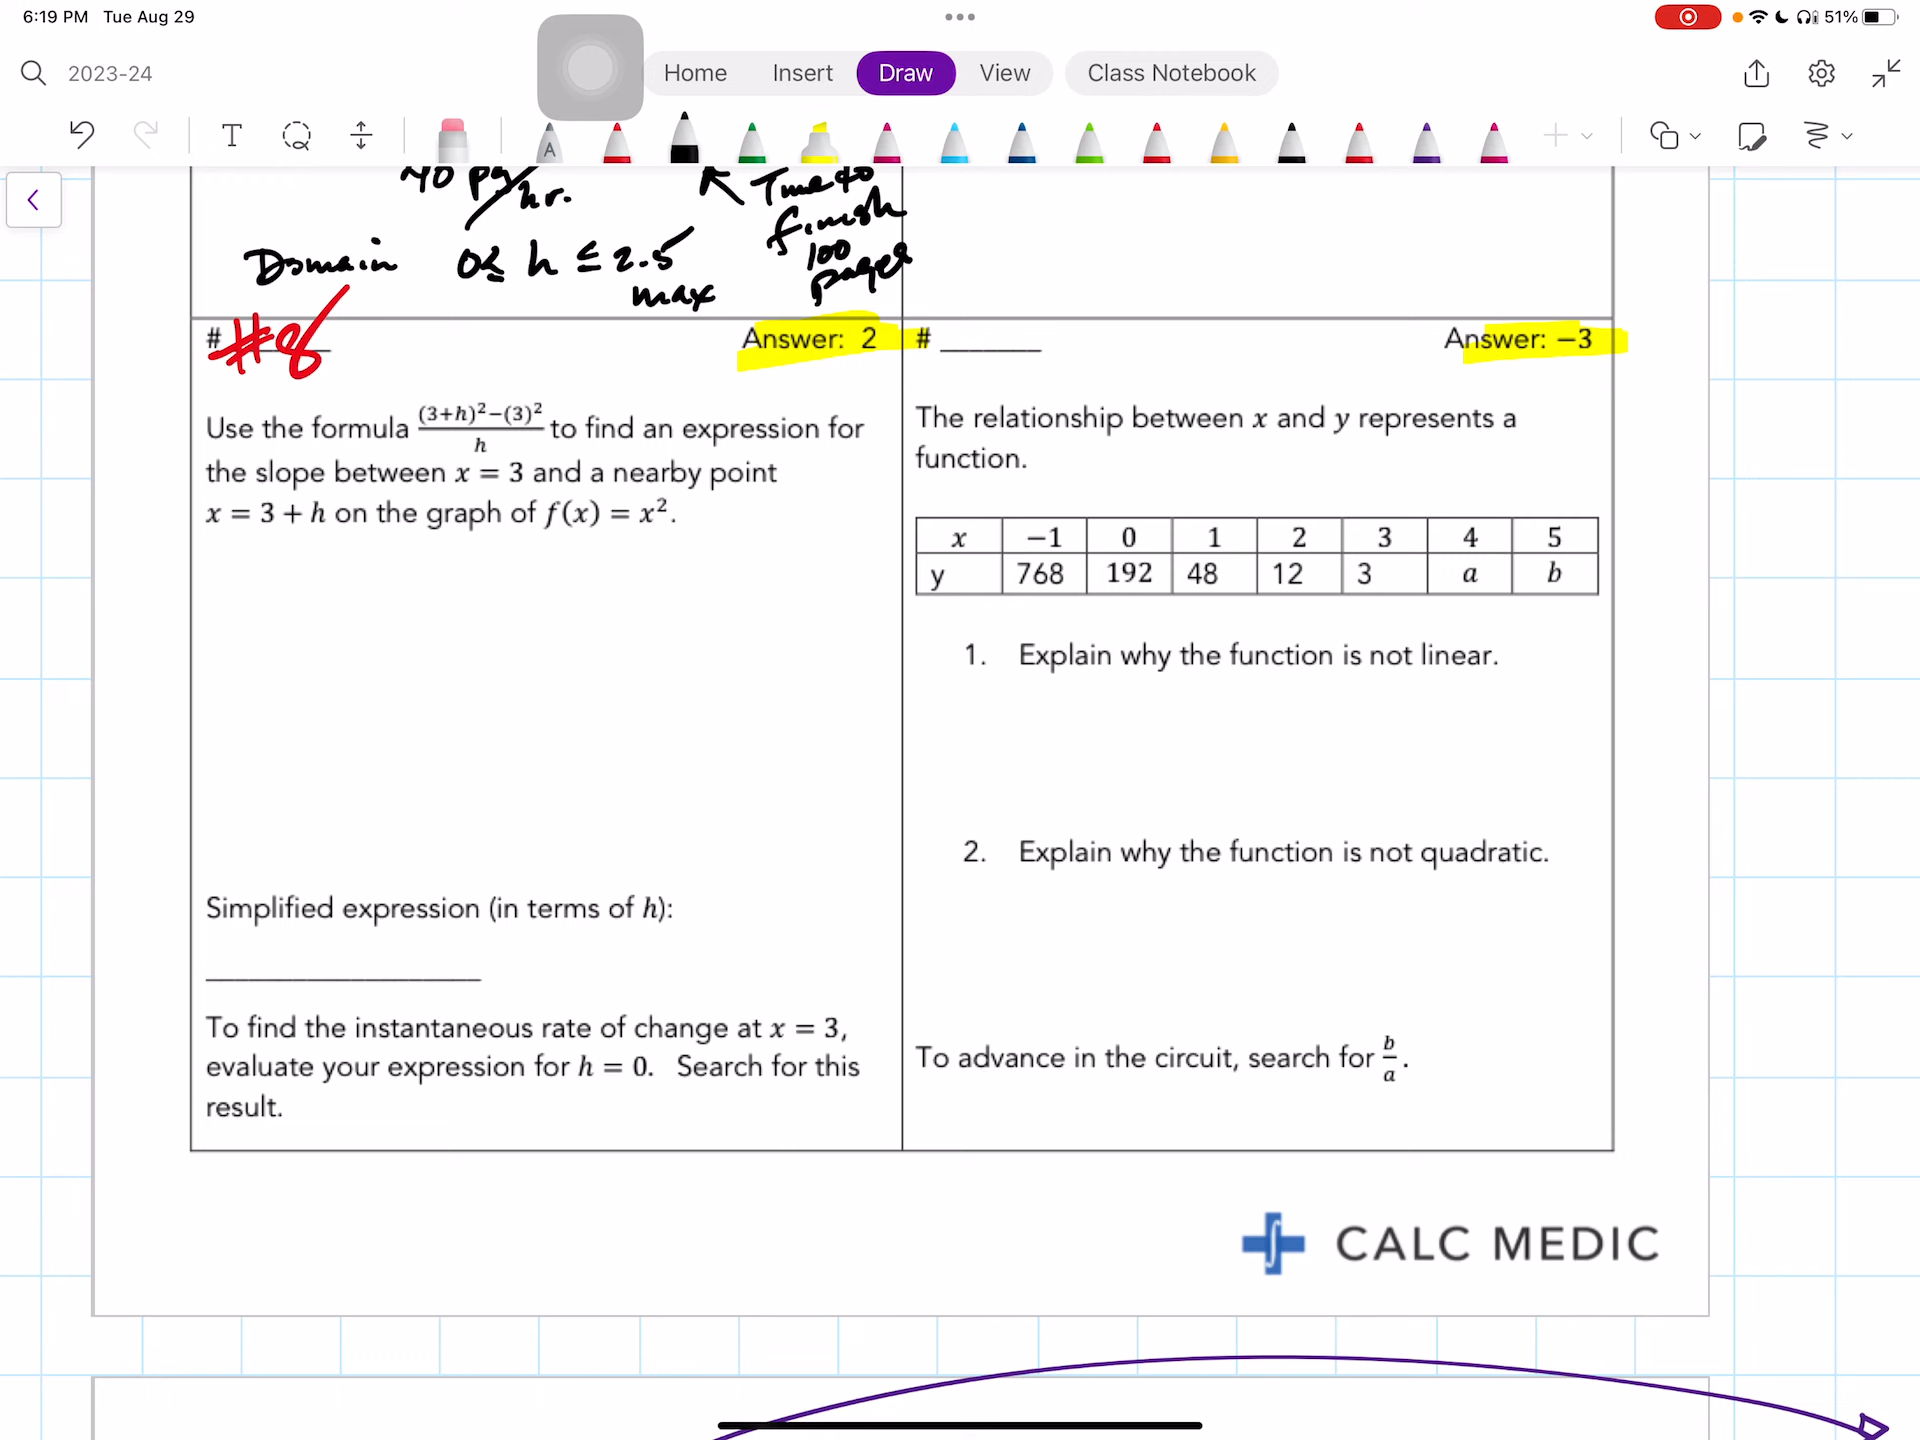 6:19 PM Tue Aug 29
51%
2023-24
Home Insert Draw View Class Notebook
T
A
40 pg/hr.
Time to
finish
100
pages
Domain 0 ≤ h ≤ 2.5
max
# _______ Answer: 2
#8
Use the formula ((3+h)²−(3)²)/h to find an expression for
the slope between x = 3 and a nearby point
x = 3 + h on the graph of f(x) = x².
Simplified expression (in terms of h):
___________________
To find the instantaneous rate of change at x = 3,
evaluate your expression for h = 0. Search for this
result.
# _______ Answer: −3
The relationship between x and y represents a
function.
x −1 0 1 2 3 4 5
y 768 192 48 12 3 a b
1. Explain why the function is not linear.
2. Explain why the function is not quadratic.
To advance in the circuit, search for b/a.
CALC MEDIC